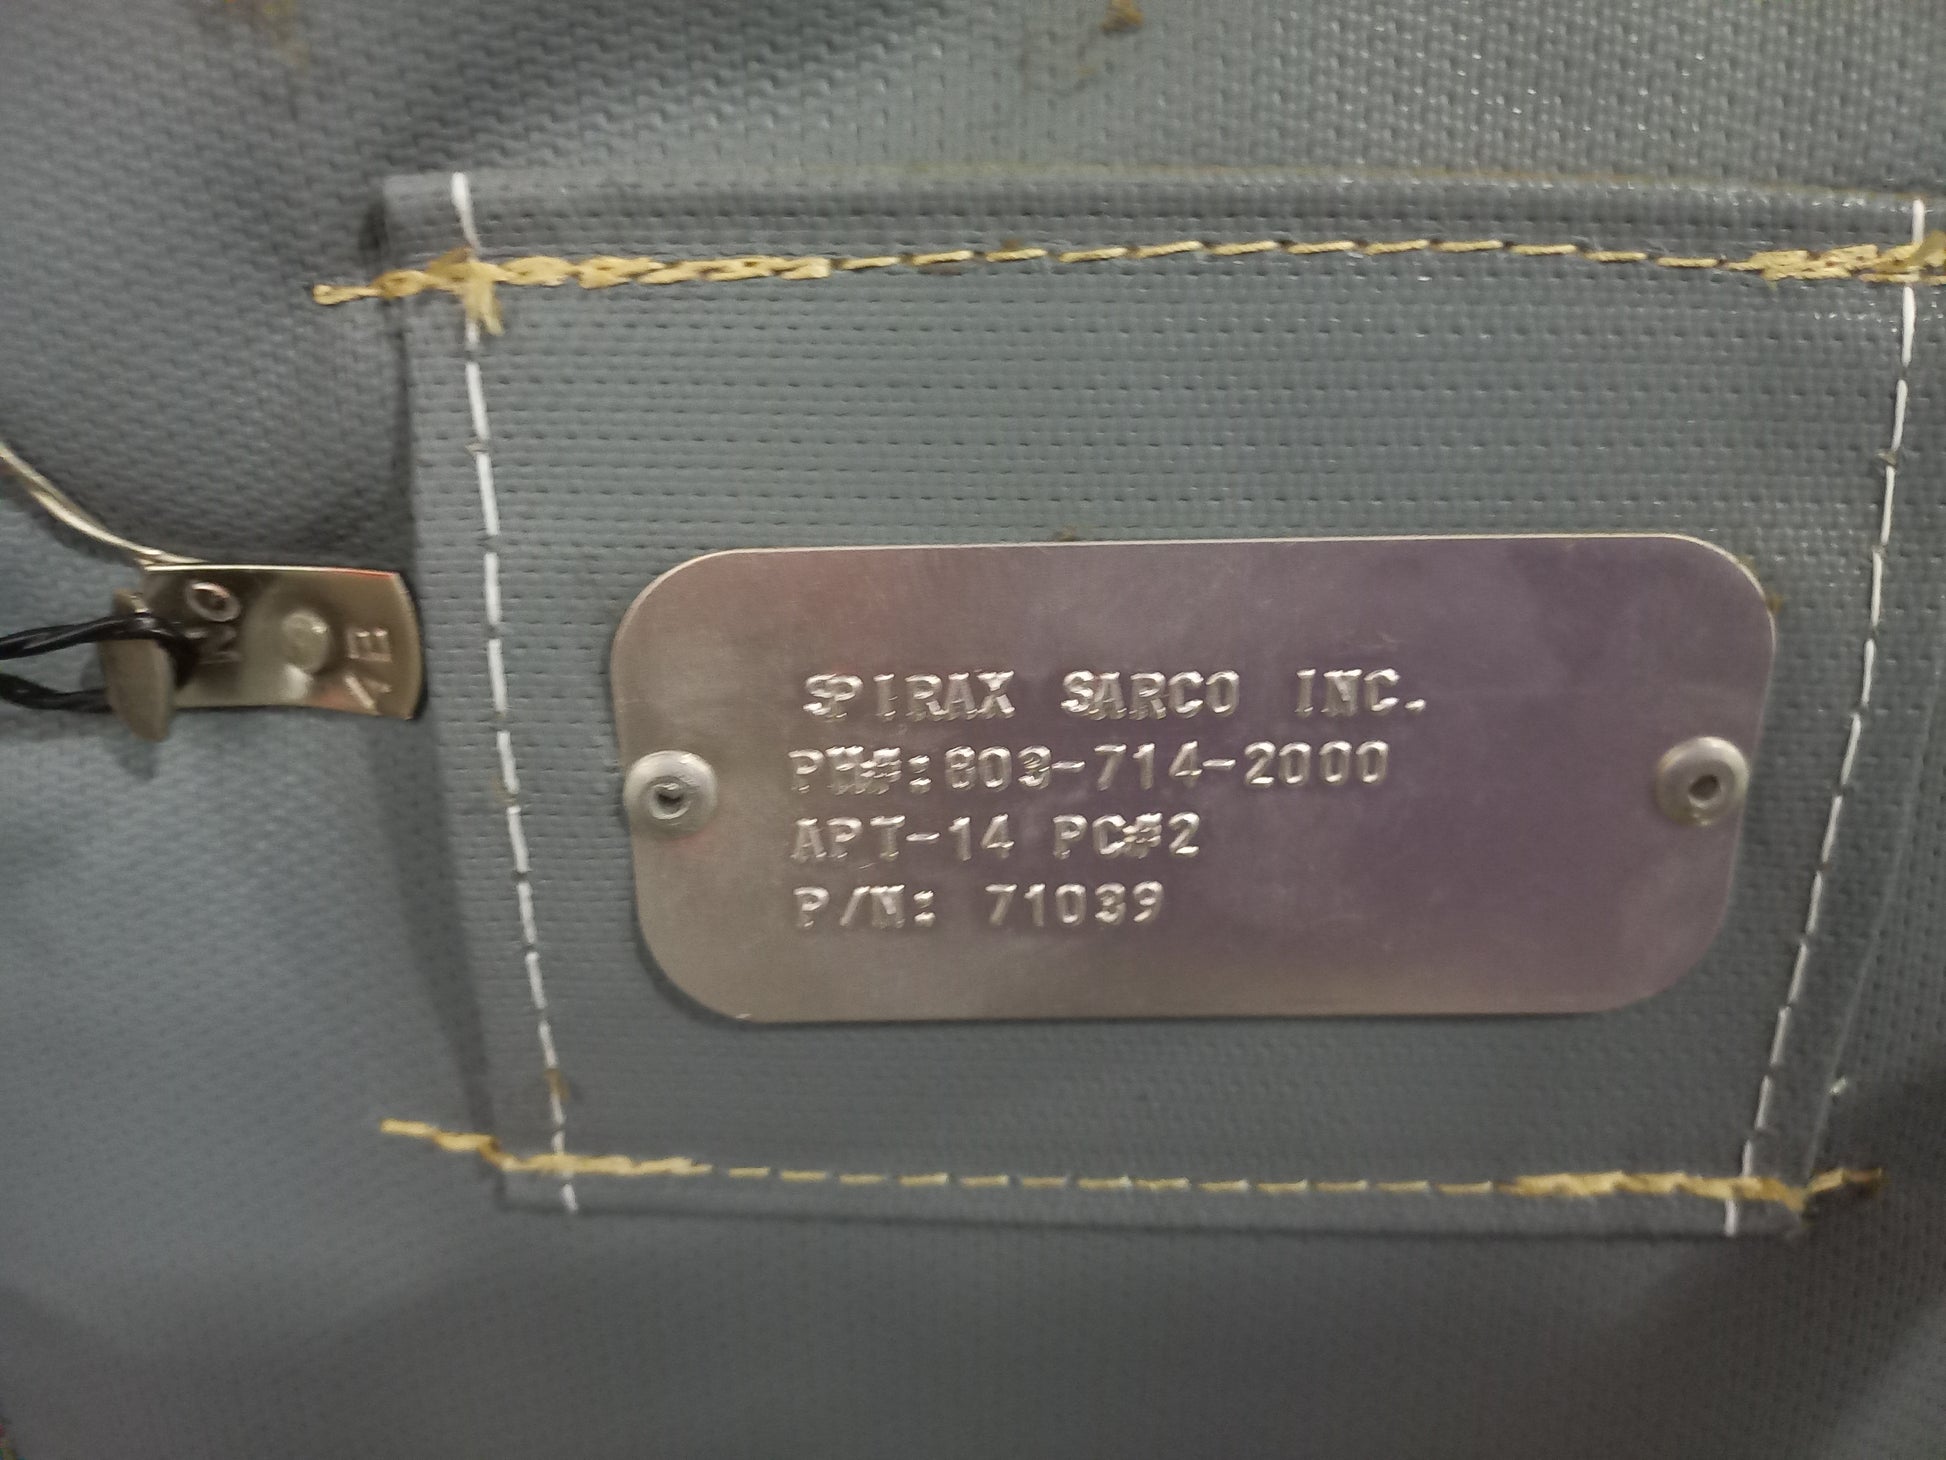 SPIRAX SARCO INC.
PH#:803-714-2000
APT-14 PC#2
P/N: 71039